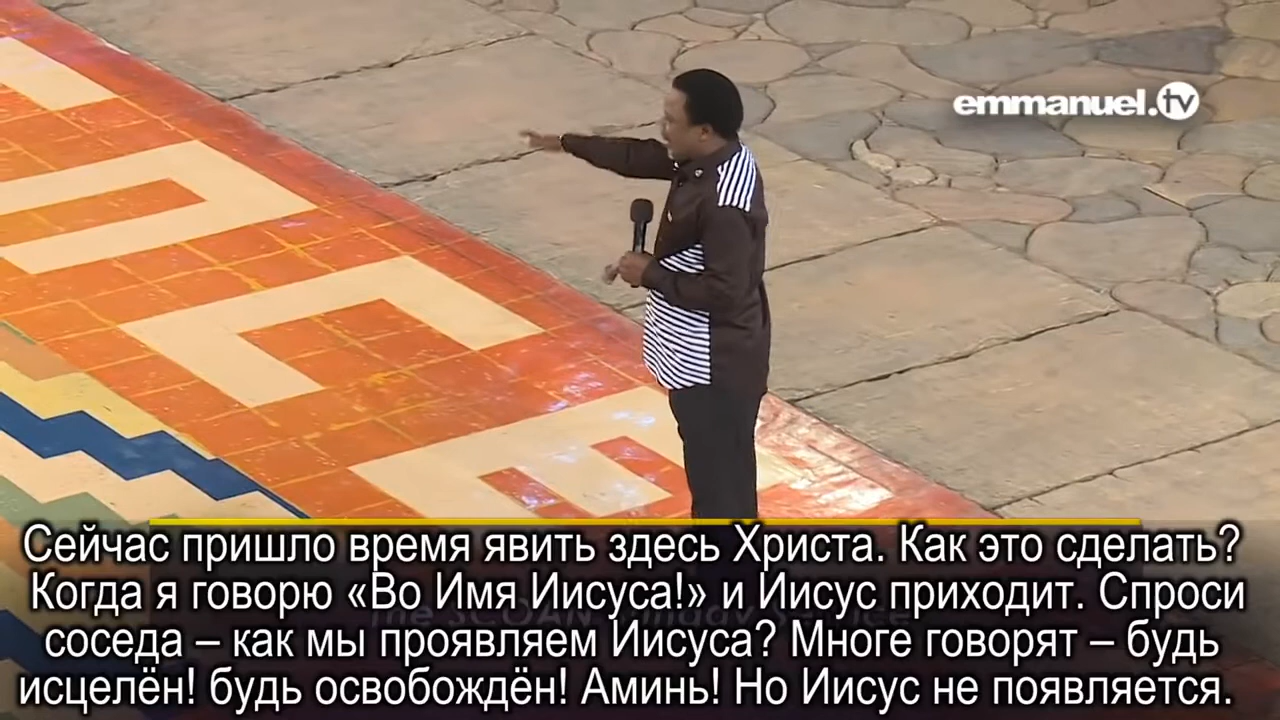 emmanuel.tv
Сейчас пришло время явить здесь Христа. Как это сделать?
Когда я говорю «Во Имя Иисуса!» и Иисус приходит. Спроси
соседа – как мы проявляем Иисуса? Многе говорят – будь
исцелён! будь освобождён! Аминь! Но Иисус не появляется.